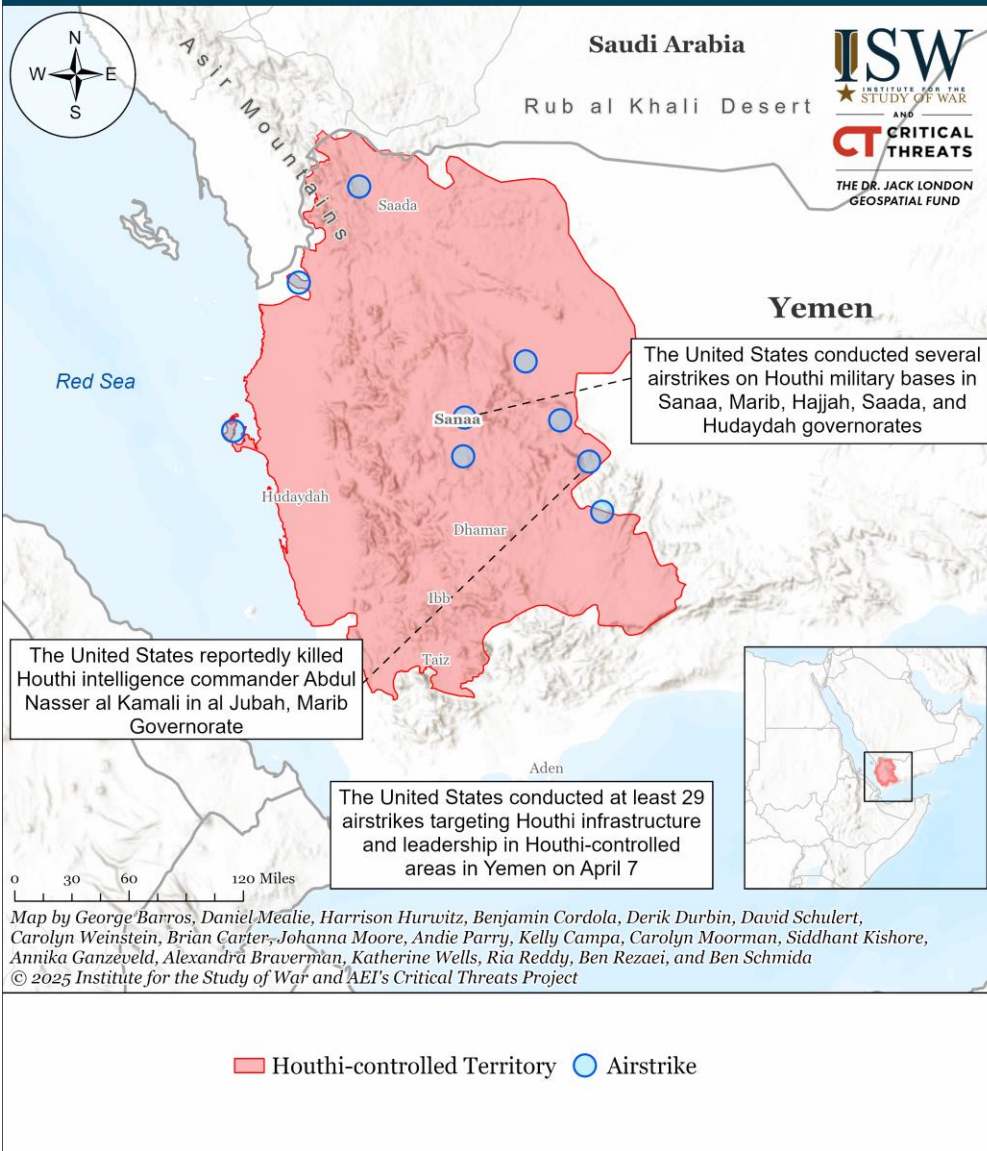 N
W
E
S
Asir Mountains
Saudi Arabia
Rub al Khali Desert
ISW
INSTITUTE FOR THE
STUDY OF WAR
AND
CT CRITICAL
THREATS
THE DR. JACK LONDON
GEOSPATIAL FUND
Saada
Yemen
Red Sea
The United States conducted several
airstrikes on Houthi military bases in
Sanaa, Marib, Hajjah, Saada, and
Hudaydah governorates
Sanaa
Hudaydah
Dhamar
Ibb
Taiz
The United States reportedly killed
Houthi intelligence commander Abdul
Nasser al Kamali in al Jubah, Marib
Governorate
Aden
The United States conducted at least 29
airstrikes targeting Houthi infrastructure
and leadership in Houthi-controlled
areas in Yemen on April 7
0 30 60 120 Miles
Map by George Barros, Daniel Mealie, Harrison Hurwitz, Benjamin Cordola, Derik Durbin, David Schulert,
Carolyn Weinstein, Brian Carter, Johanna Moore, Andie Parry, Kelly Campa, Carolyn Moorman, Siddhant Kishore,
Annika Ganzeveld, Alexandra Braverman, Katherine Wells, Ria Reddy, Ben Rezaei, and Ben Schmida
© 2025 Institute for the Study of War and AEI's Critical Threats Project
Houthi-controlled Territory
Airstrike